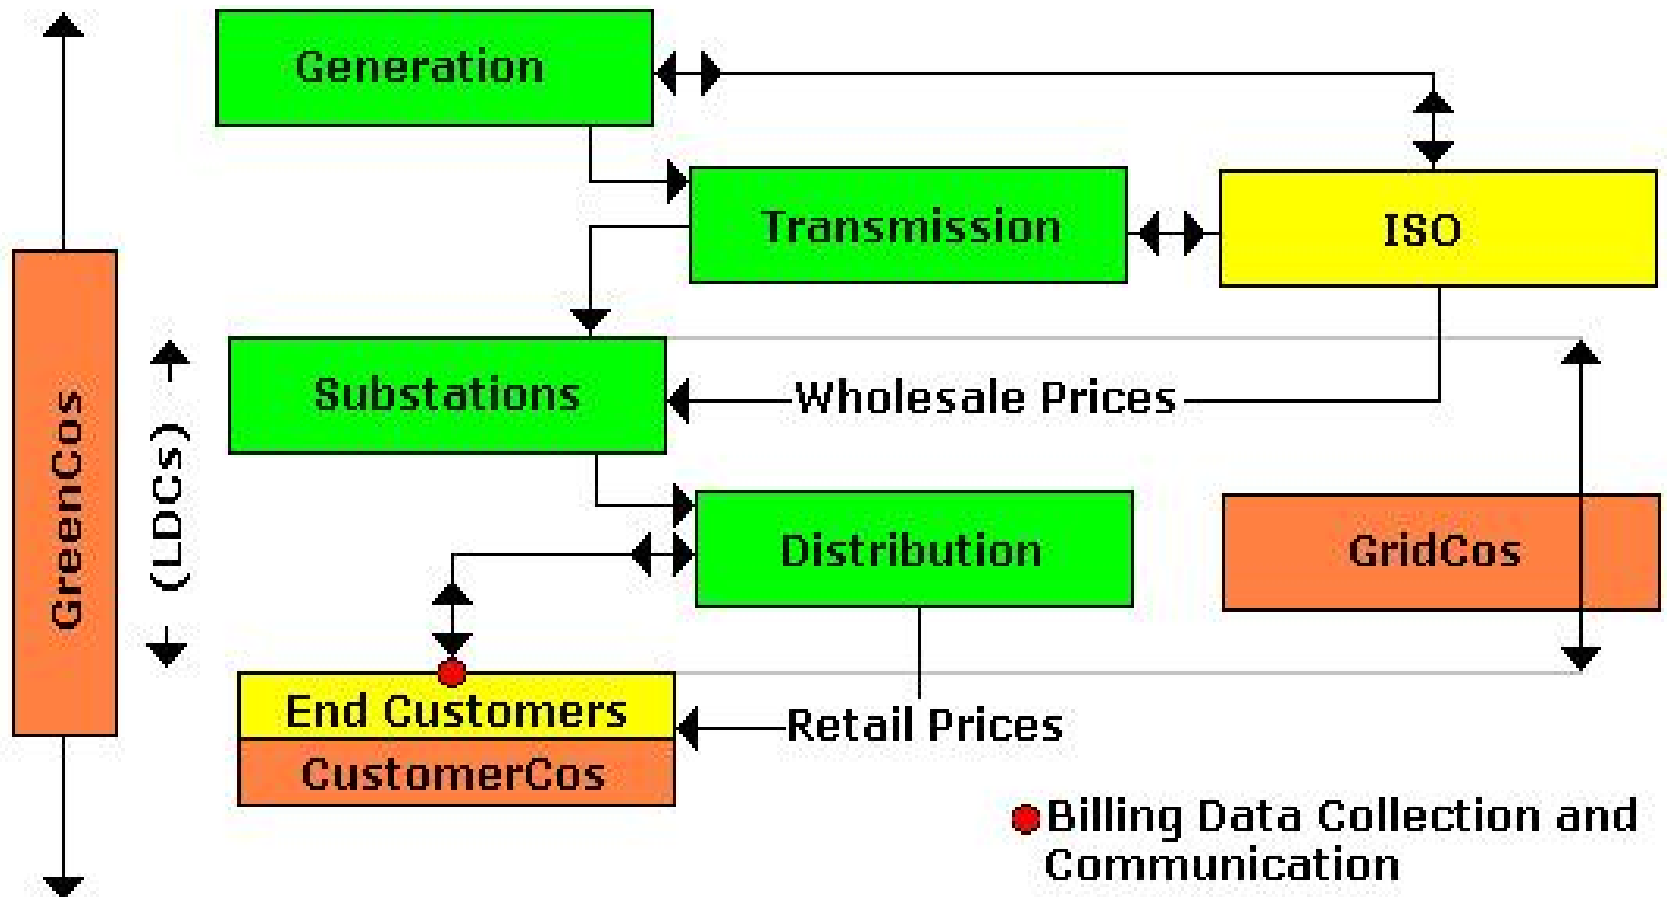 Generation
Transmission
ISO
Substations
Wholesale Prices
GreenCos
(LDCs)
Distribution
GridCos
End Customers
Retail Prices
CustomerCos
Billing Data Collection and
Communication